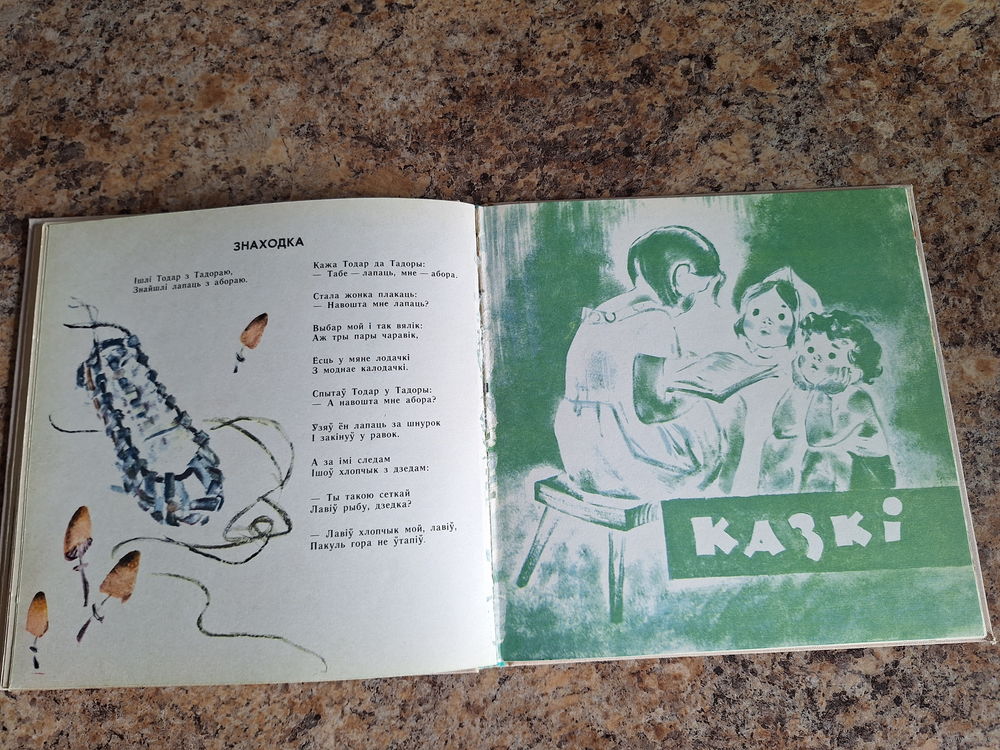 ЗНАХОДКА
Ішлі Тодар з Тадораю,
Знайшлі лапаць з абораю.
Кажа Тодар да Тадоры:
— Табе — лапаць, мне — абора.
Стала жонка плакаць:
— Навошта мне лапаць?
Выбар мой і так вялік:
Аж тры пары чаравік,
Ёсць у мяне лодачкі
З моднае калодачкі.
Спытаў Тодар у Тадоры:
— А навошта мне абора?
Узяў ён лапаць за шнурок
І закінуў у равок.
А за імі следам
Ішоў хлопчык з дзедам:
— Ты такою сеткай
Лавіў рыбу, дзедка?
— Лавіў хлопчык мой, лавіў,
Пакуль гора не ўтапіў.
КАЗКІ